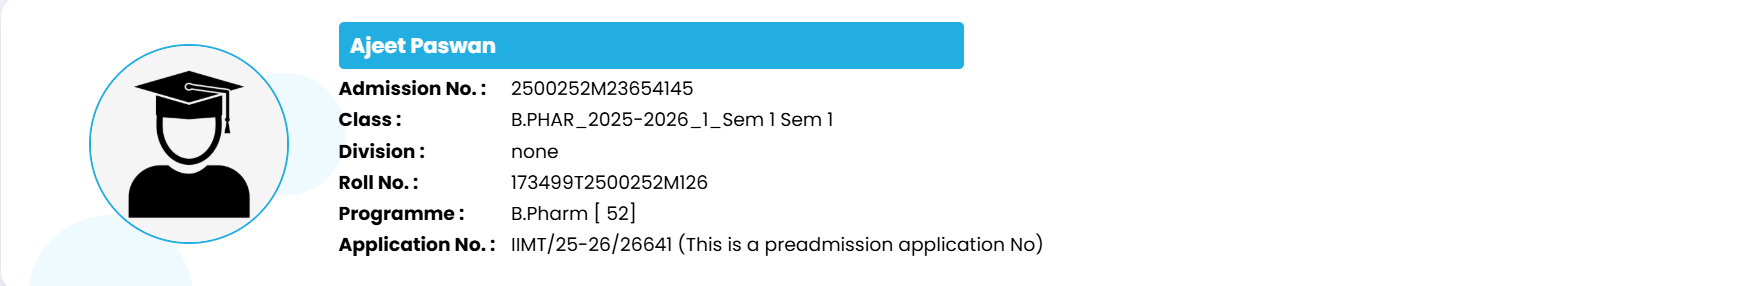 Ajeet Paswan
Admission No. : 2500252M23654145
Class : B.PHAR_2025-2026_1_Sem 1 Sem 1
Division : none
Roll No. : 173499T2500252M126
Programme : B.Pharm [ 52]
Application No. : IIMT/25-26/26641 (This is a preadmission application No)